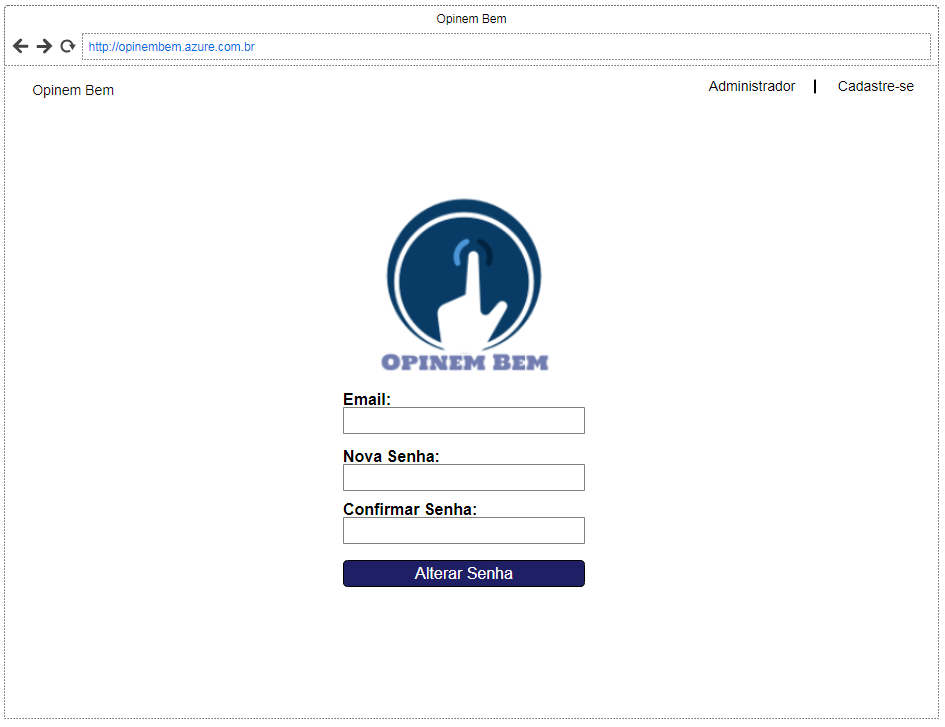 Opinem Bem
http://opinembem.azure.com.br
Opinem Bem
Administrador | Cadastre-se
OPINEM BEM
Email:
Nova Senha:
Confirmar Senha:
Alterar Senha